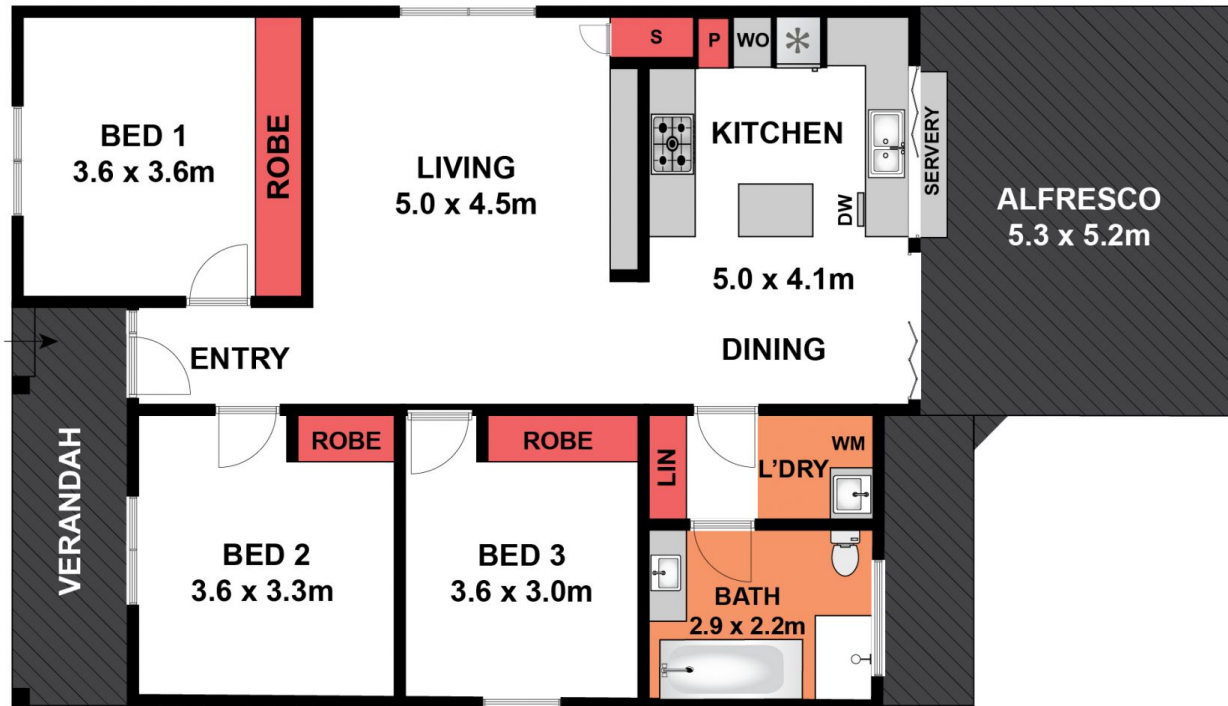 BED 1
3.6 x 3.6m
ROBE
LIVING
5.0 x 4.5m
S
P
WO
KITCHEN
DW
SERVERY
ALFRESCO
5.3 x 5.2m
5.0 x 4.1m
ENTRY
DINING
VERANDAH
ROBE
BED 2
3.6 x 3.3m
ROBE
BED 3
3.6 x 3.0m
LIN
WM
L'DRY
BATH
2.9 x 2.2m